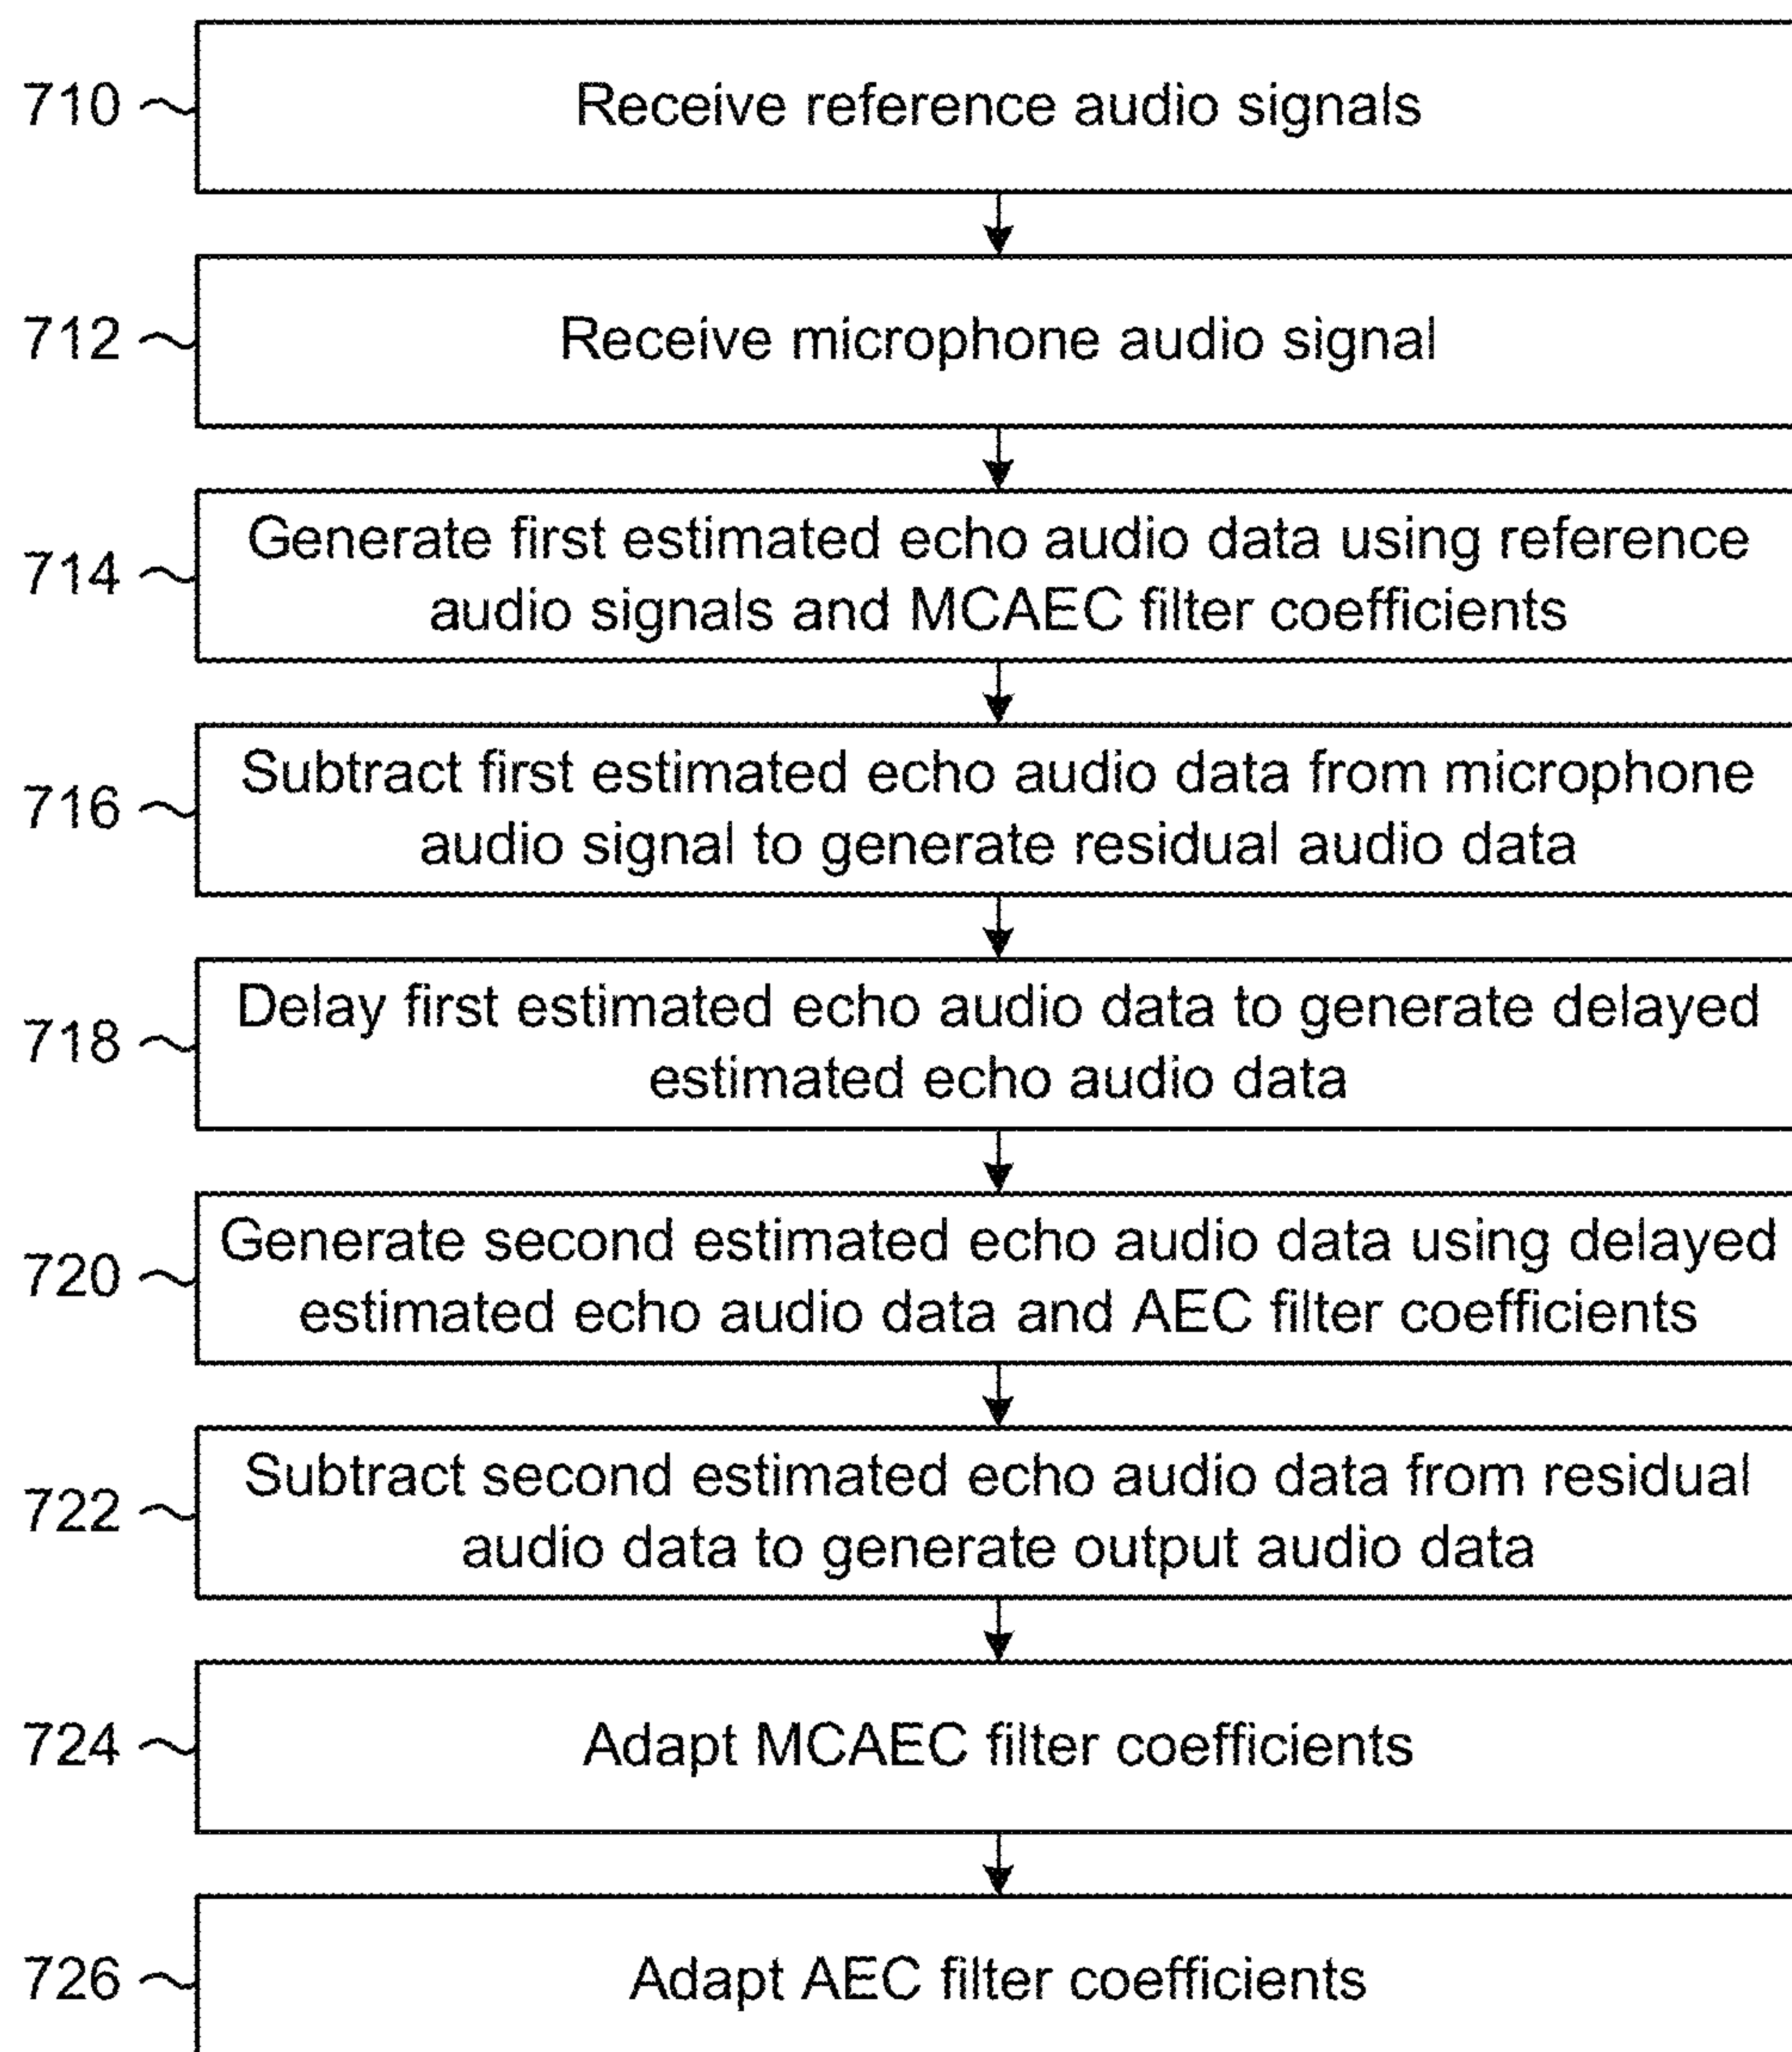 710
Receive reference audio signals
712
Receive microphone audio signal
714
Generate first estimated echo audio data using reference
audio signals and MCAEC filter coefficients
716
Subtract first estimated echo audio data from microphone
audio signal to generate residual audio data
718
Delay first estimated echo audio data to generate delayed
estimated echo audio data
720
Generate second estimated echo audio data using delayed
estimated echo audio data and AEC filter coefficients
722
Subtract second estimated echo audio data from residual
audio data to generate output audio data
724
Adapt MCAEC filter coefficients
726
Adapt AEC filter coefficients